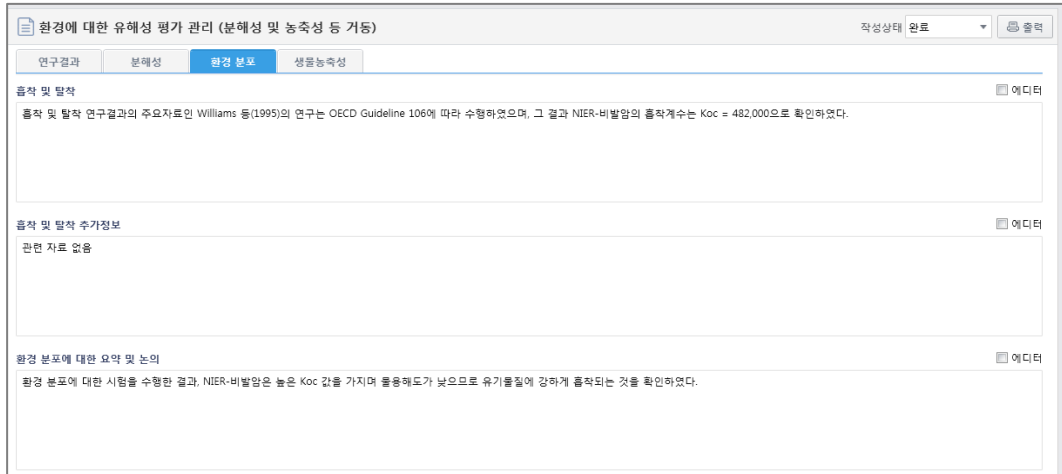 환경에 대한 유해성 평가 관리 (분해성 및 농축성 등 거동)
작성상태 완료 출력
연구결과 분해성 환경 분포 생물농축성
흡착 및 탈착 에디터
흡착 및 탈착 연구결과의 주요자료인 Williams 등(1995)의 연구는 OECD Guideline 106에 따라 수행하였으며, 그 결과 NIER-비발암의 흡착계수는 Koc = 482,000으로 확인하였다.
흡착 및 탈착 추가정보 에디터
관련 자료 없음
환경 분포에 대한 요약 및 논의 에디터
환경 분포에 대한 시험을 수행한 결과, NIER-비발암은 높은 Koc 값을 가지며 물용해도가 낮으므로 유기물질에 강하게 흡착되는 것을 확인하였다.